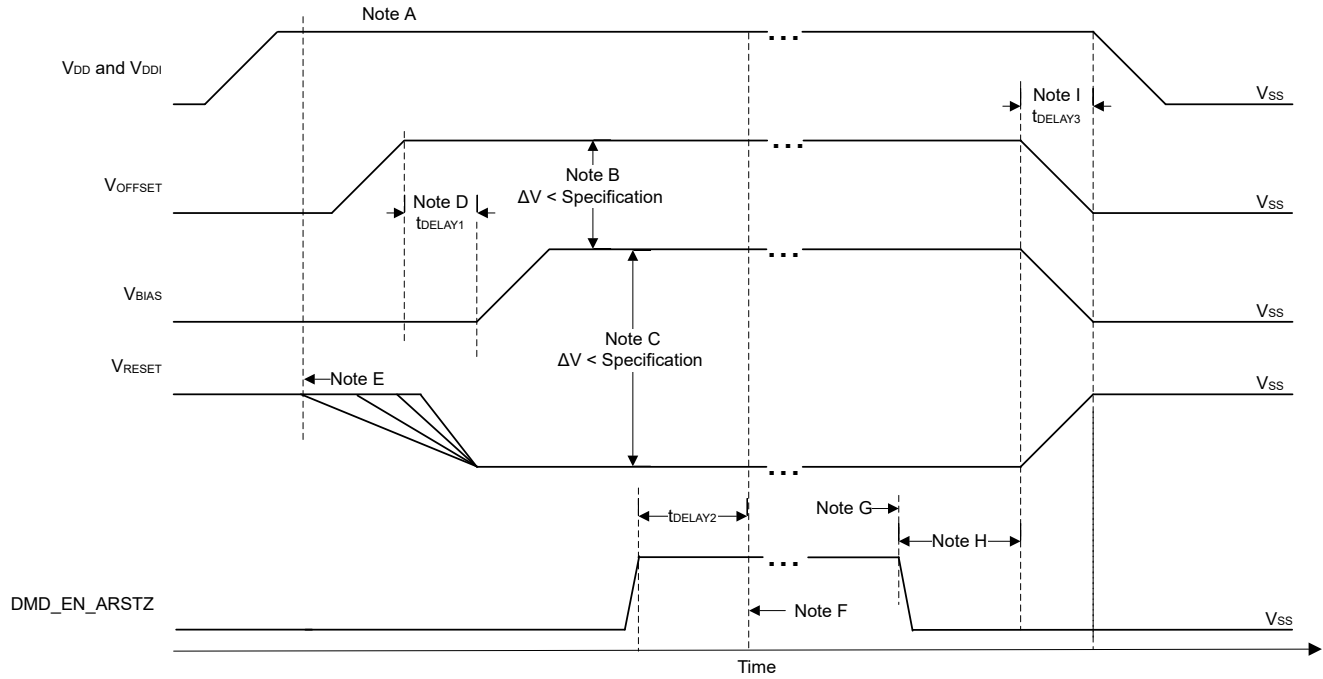 Note A
VDD and VDDI
VSS
Note I
tDELAY3
VOFFSET
Note B
ΔV < Specification
Note D
tDELAY1
VSS
VBIAS
VSS
Note C
ΔV < Specification
VRESET
Note E
VSS
tDELAY2
Note G
Note H
DMD_EN_ARSTZ
Note F
VSS
Time